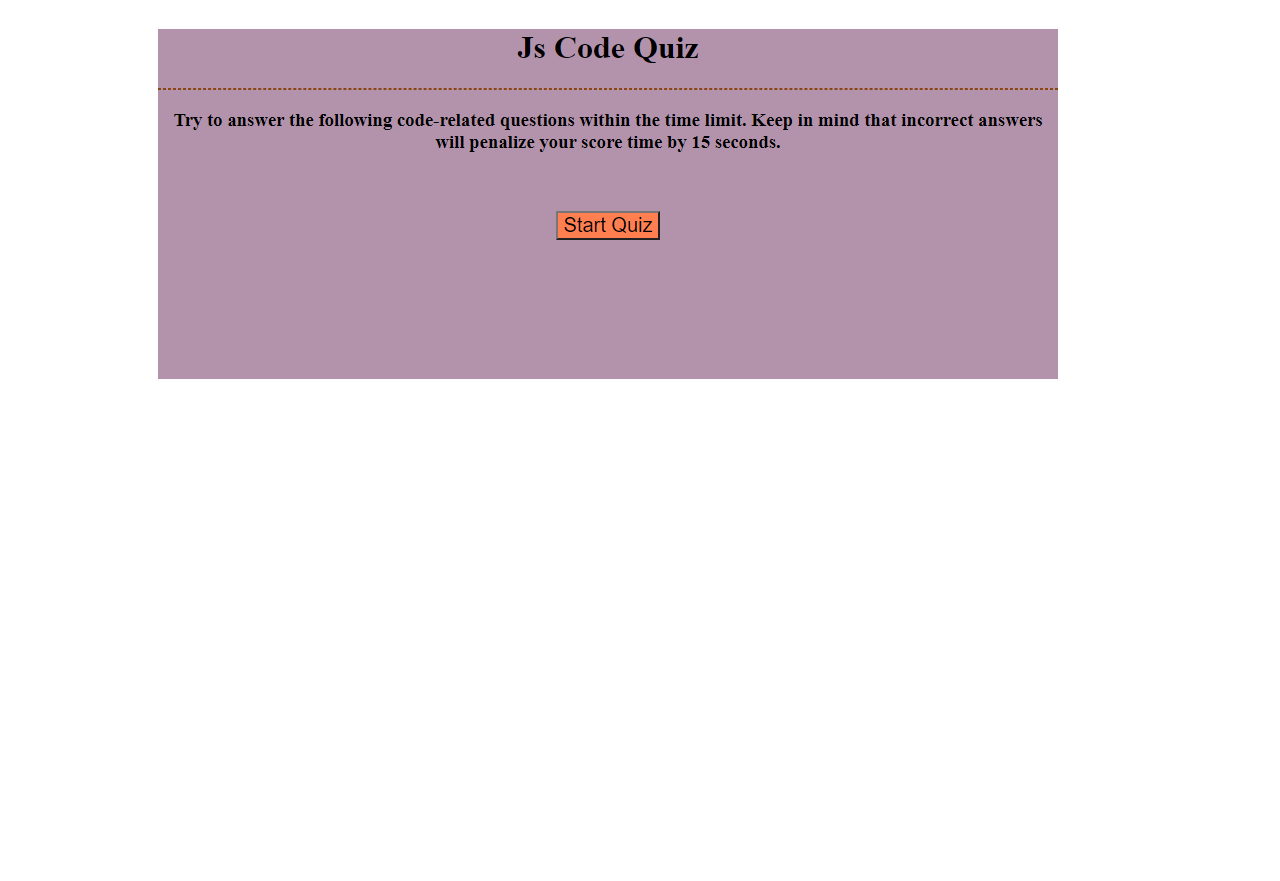 Js Code Quiz
Try to answer the following code-related questions within the time limit. Keep in mind that incorrect answers
will penalize your score time by 15 seconds.
Start Quiz